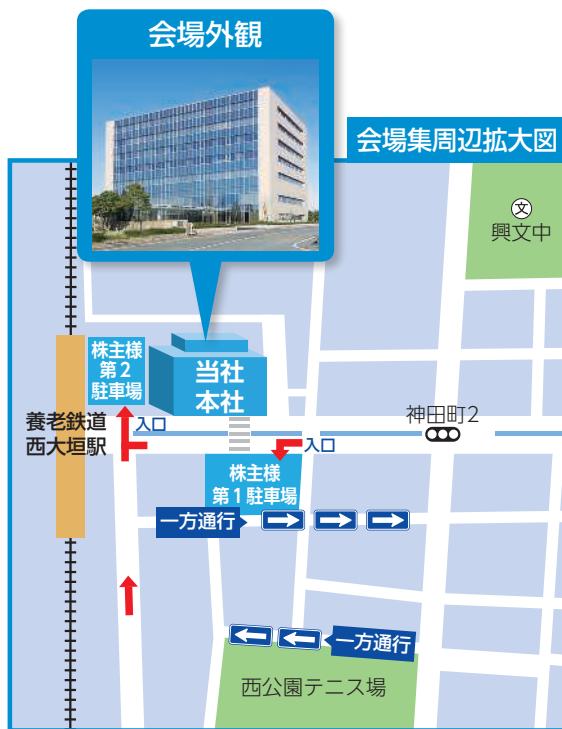 会場外観
会場集周辺拡大図
文
興文中
株主様
第2
駐車場
当社
本社
養老鉄道
西大垣駅
入口
神田町2
入口
株主様
第1駐車場
一方通行
一方通行
西公園テニス場